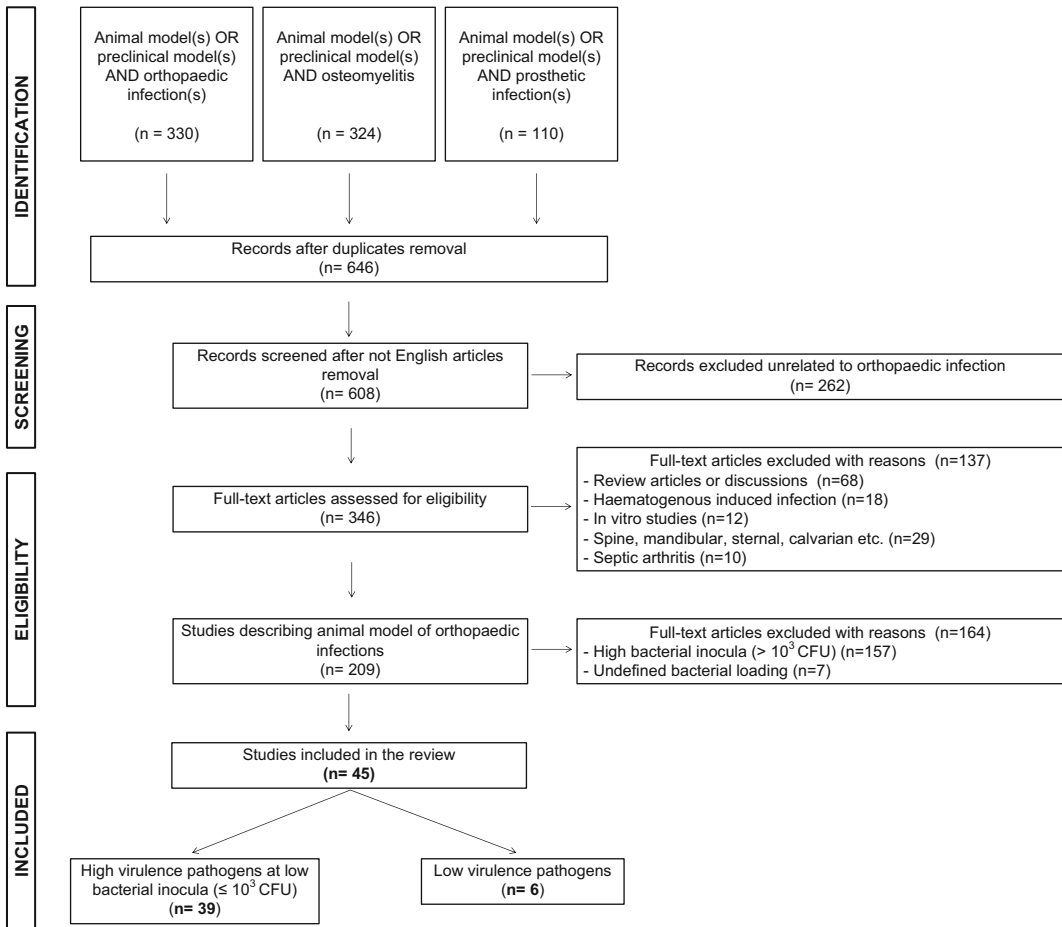 IDENTIFICATION
Animal model(s) OR
preclinical model(s)
AND orthopaedic
infection(s)
(n = 330)
Animal model(s) OR
preclinical model(s)
AND osteomyelitis
(n = 324)
Animal model(s) OR
preclinical model(s)
AND prosthetic
infection(s)
(n = 110)
Records after duplicates removal
(n= 646)
SCREENING
Records screened after not English articles
removal
(n = 608)
Records excluded unrelated to orthopaedic infection
(n = 262)
ELIGIBILITY
Full-text articles assessed for eligibility
(n = 346)
Full-text articles excluded with reasons (n=137)
- Review articles or discussions (n=68)
- Haematogenous induced infection (n=18)
- In vitro studies (n=12)
- Spine, mandibular, sternal, calvarian etc. (n=29)
- Septic arthritis (n=10)
Studies describing animal model of orthopaedic
infections
(n = 209)
Full-text articles excluded with reasons (n=164)
- High bacterial inocula (> 10³ CFU) (n=157)
- Undefined bacterial loading (n=7)
INCLUDED
Studies included in the review
(n= 45)
High virulence pathogens at low
bacterial inocula (≤ 10³ CFU)
(n= 39)
Low virulence pathogens
(n= 6)